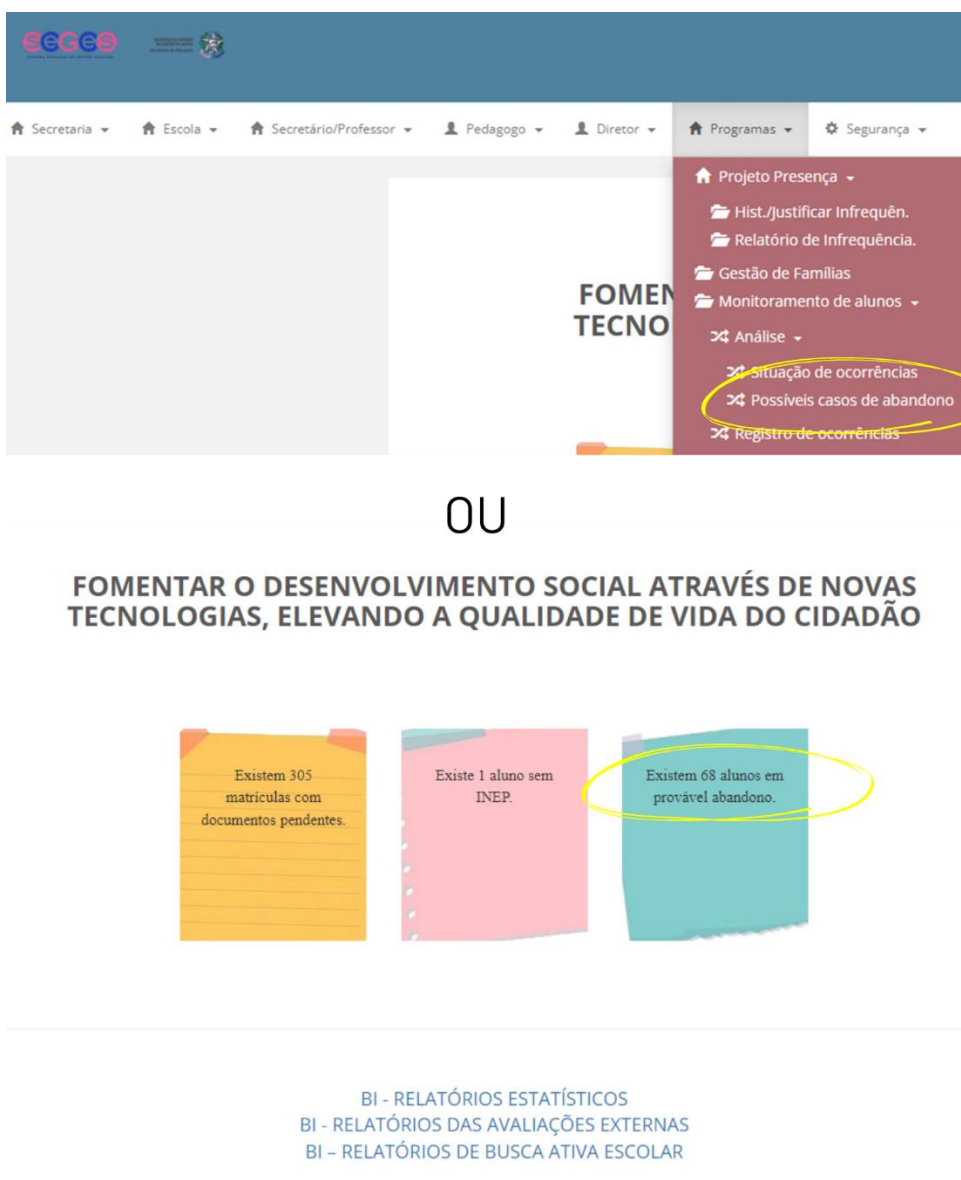 SEGES
Secretaria
Escola
Secretário/Professor
Pedagogo
Diretor
Programas
Segurança
Projeto Presença
Hist./Justificar Infrequên.
Relatório de Infrequência.
Gestão de Famílias
Monitoramento de alunos
Análise
Situação de ocorrências
Possíveis casos de abandono
Registro de ocorrências
FOMEN
TECNO
OU
FOMENTAR O DESENVOLVIMENTO SOCIAL ATRAVÉS DE NOVAS
TECNOLOGIAS, ELEVANDO A QUALIDADE DE VIDA DO CIDADÃO
Existem 305
matrículas com
documentos pendentes.
Existe 1 aluno sem
INEP.
Existem 68 alunos em
provável abandono.
BI - RELATÓRIOS ESTATÍSTICOS
BI - RELATÓRIOS DAS AVALIAÇÕES EXTERNAS
BI – RELATÓRIOS DE BUSCA ATIVA ESCOLAR